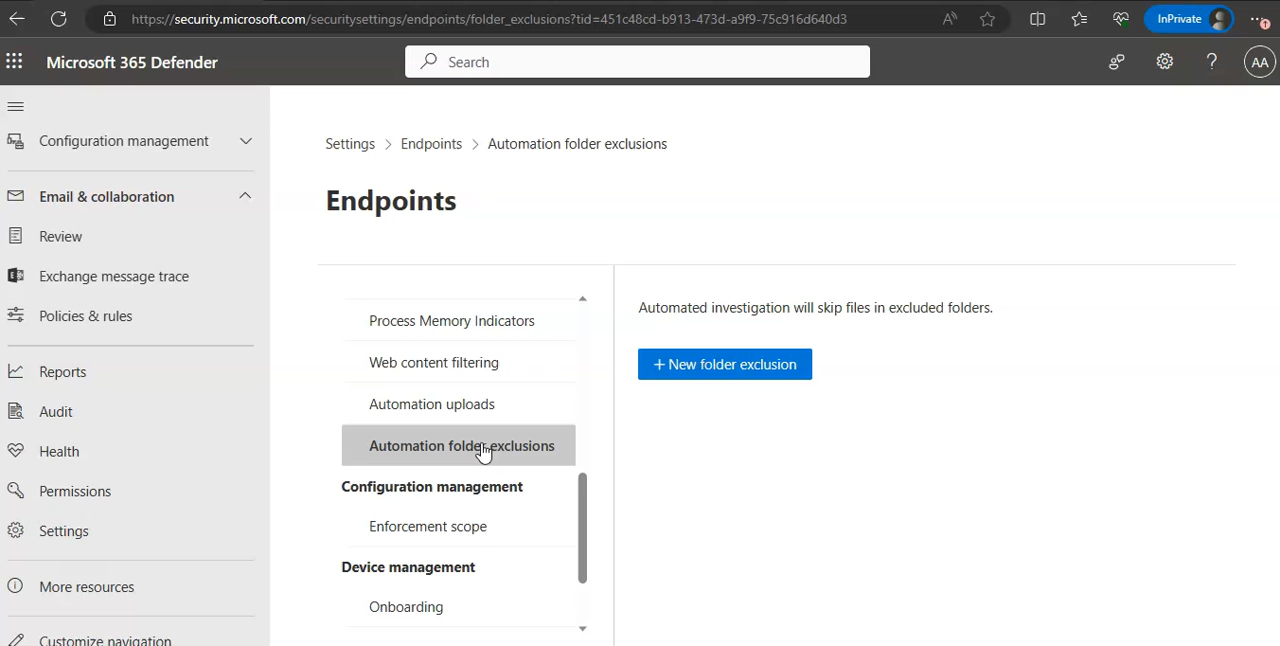 https://security.microsoft.com/securitysettings/endpoints/folder_exclusions?tid=451c48cd-b913-473d-a9f9-75c916d640d3
InPrivate
1
Microsoft 365 Defender
Search
?
AA
Configuration management
Email & collaboration
Review
Exchange message trace
Policies & rules
Reports
Audit
Health
Permissions
Settings
More resources
Customize navigation
Settings > Endpoints > Automation folder exclusions
Endpoints
Process Memory Indicators
Web content filtering
Automation uploads
Automation folder exclusions
Configuration management
Enforcement scope
Device management
Onboarding
Automated investigation will skip files in excluded folders.
+ New folder exclusion